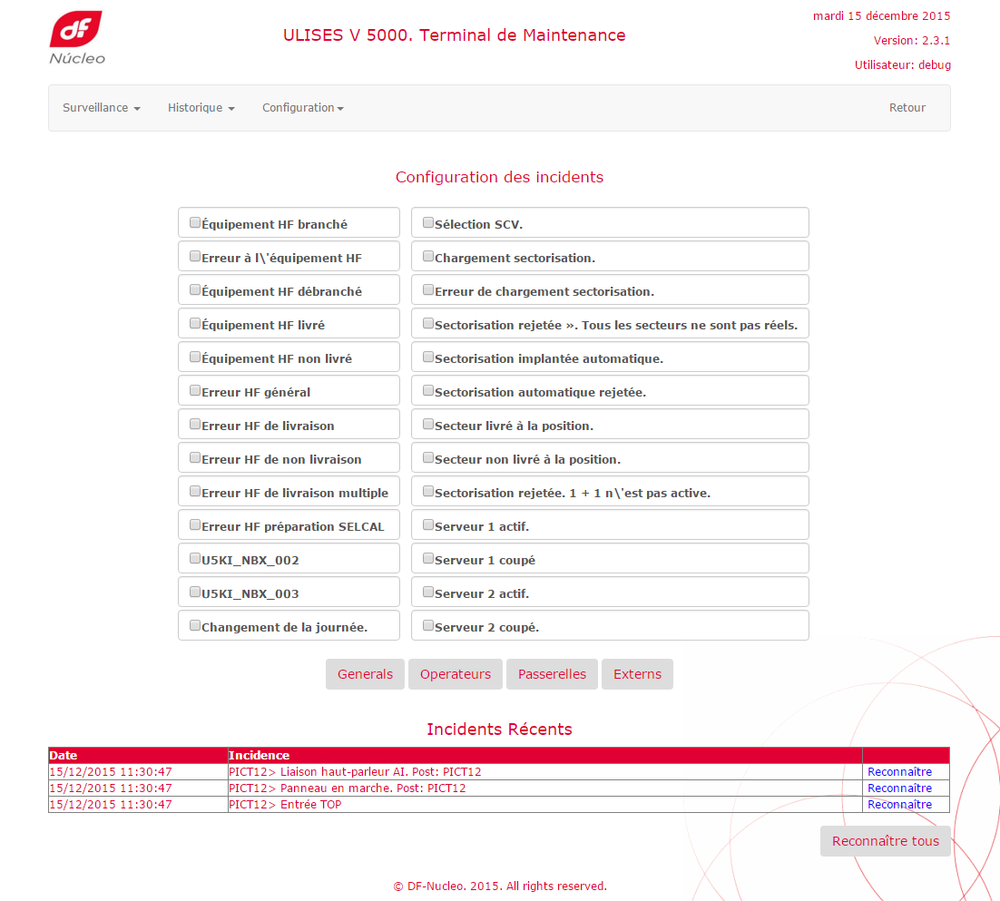 df
Núcleo
ULISES V 5000. Terminal de Maintenance
mardi 15 décembre 2015
Version: 2.3.1
Utilisateur: debug
Surveillance Historique Configuration Retour
Configuration des incidents
Équipement HF branché Sélection SCV.
Erreur à l\'équipement HF Chargement sectorisation.
Équipement HF débranché Erreur de chargement sectorisation.
Équipement HF livré Sectorisation rejetée ». Tous les secteurs ne sont pas réels.
Équipement HF non livré Sectorisation implantée automatique.
Erreur HF général Sectorisation automatique rejetée.
Erreur HF de livraison Secteur livré à la position.
Erreur HF de non livraison Secteur non livré à la position.
Erreur HF de livraison multiple Sectorisation rejetée. 1 + 1 n\'est pas active.
Erreur HF préparation SELCAL Serveur 1 actif.
U5KI_NBX_002 Serveur 1 coupé
U5KI_NBX_003 Serveur 2 actif.
Changement de la journée. Serveur 2 coupé.
Generals Operateurs Passerelles Externs
Incidents Récents
Date Incidence
15/12/2015 11:30:47 PICT12> Liaison haut-parleur AI. Post: PICT12 Reconnaître
15/12/2015 11:30:47 PICT12> Panneau en marche. Post: PICT12 Reconnaître
15/12/2015 11:30:47 PICT12> Entrée TOP Reconnaître
Reconnaître tous
© DF-Nucleo. 2015. All rights reserved.